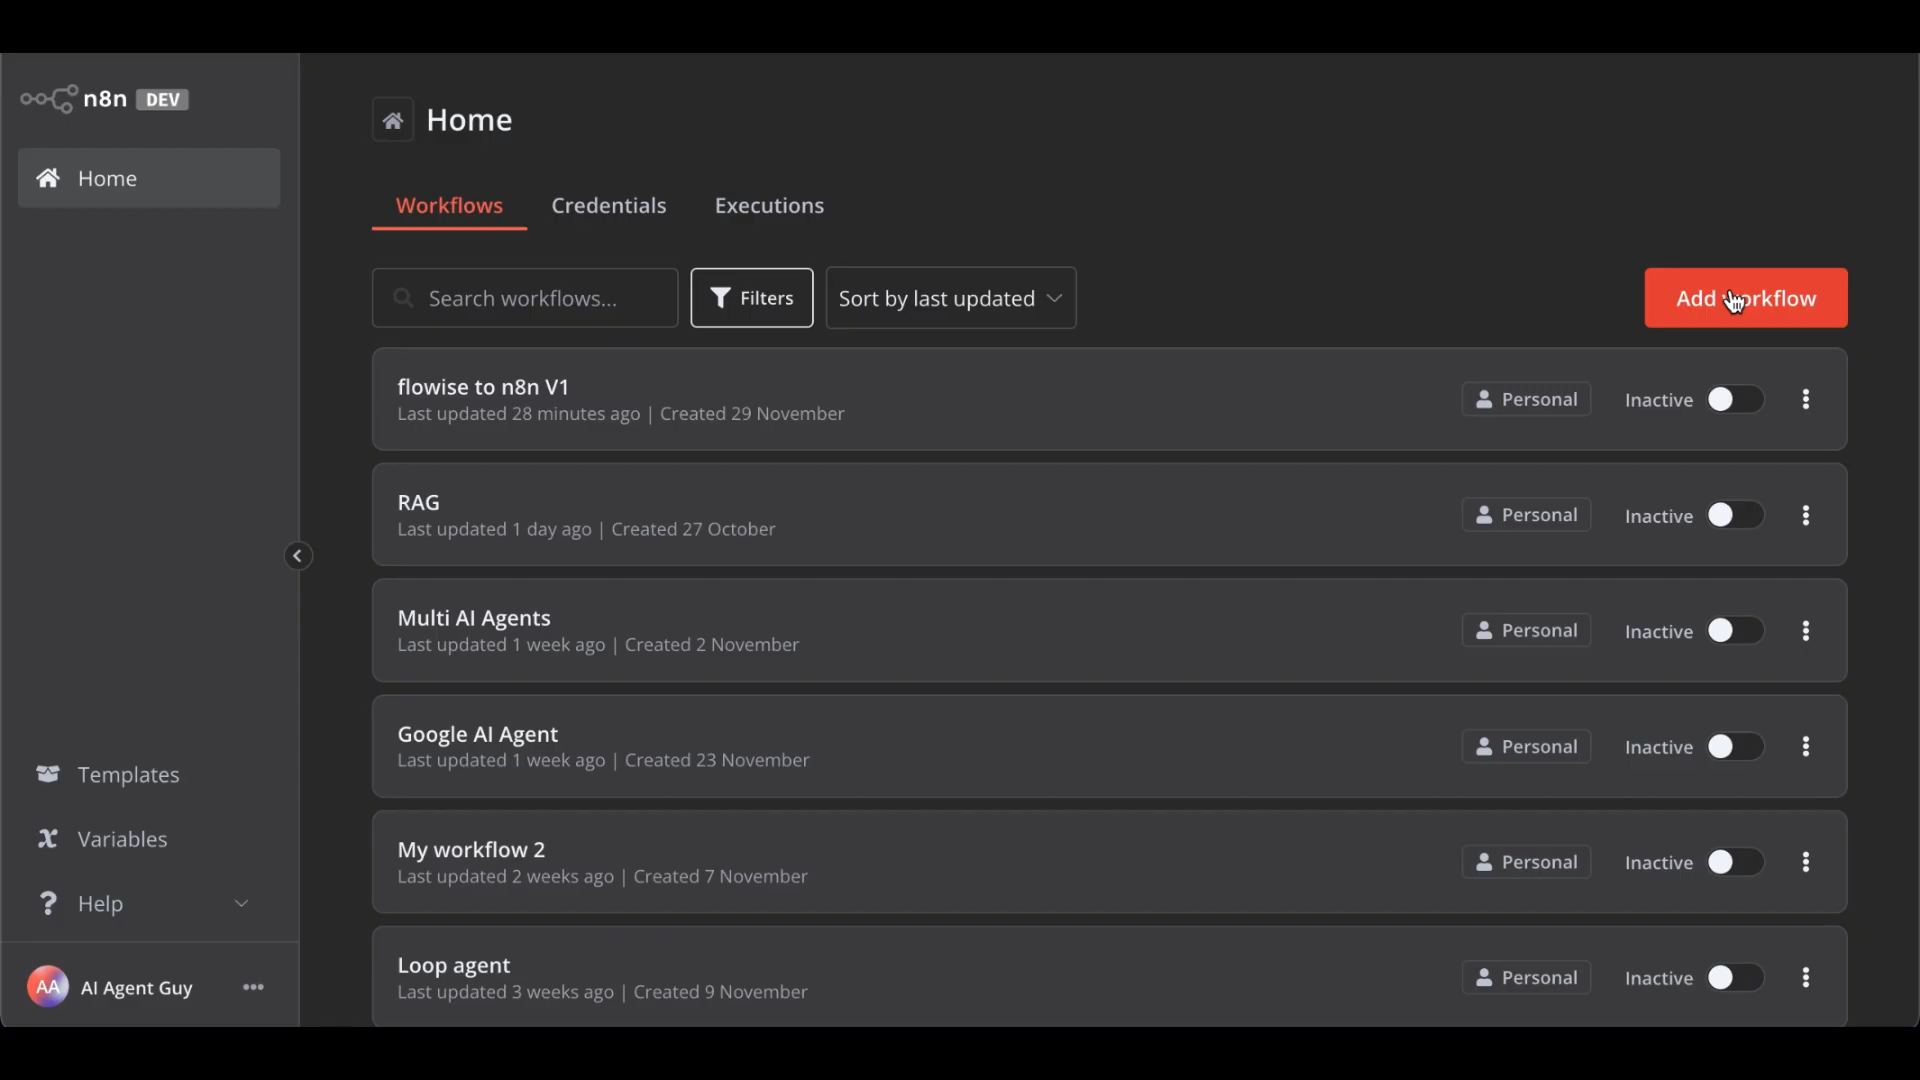 n8n DEV
Home
Templates
Variables
Help
AA AI Agent Guy
Home
Workflows Credentials Executions
Search workflows... Filters Sort by last updated Add workflow
flowise to n8n V1
Last updated 28 minutes ago | Created 29 November
Personal Inactive
RAG
Last updated 1 day ago | Created 27 October
Personal Inactive
Multi AI Agents
Last updated 1 week ago | Created 2 November
Personal Inactive
Google AI Agent
Last updated 1 week ago | Created 23 November
Personal Inactive
My workflow 2
Last updated 2 weeks ago | Created 7 November
Personal Inactive
Loop agent
Last updated 3 weeks ago | Created 9 November
Personal Inactive